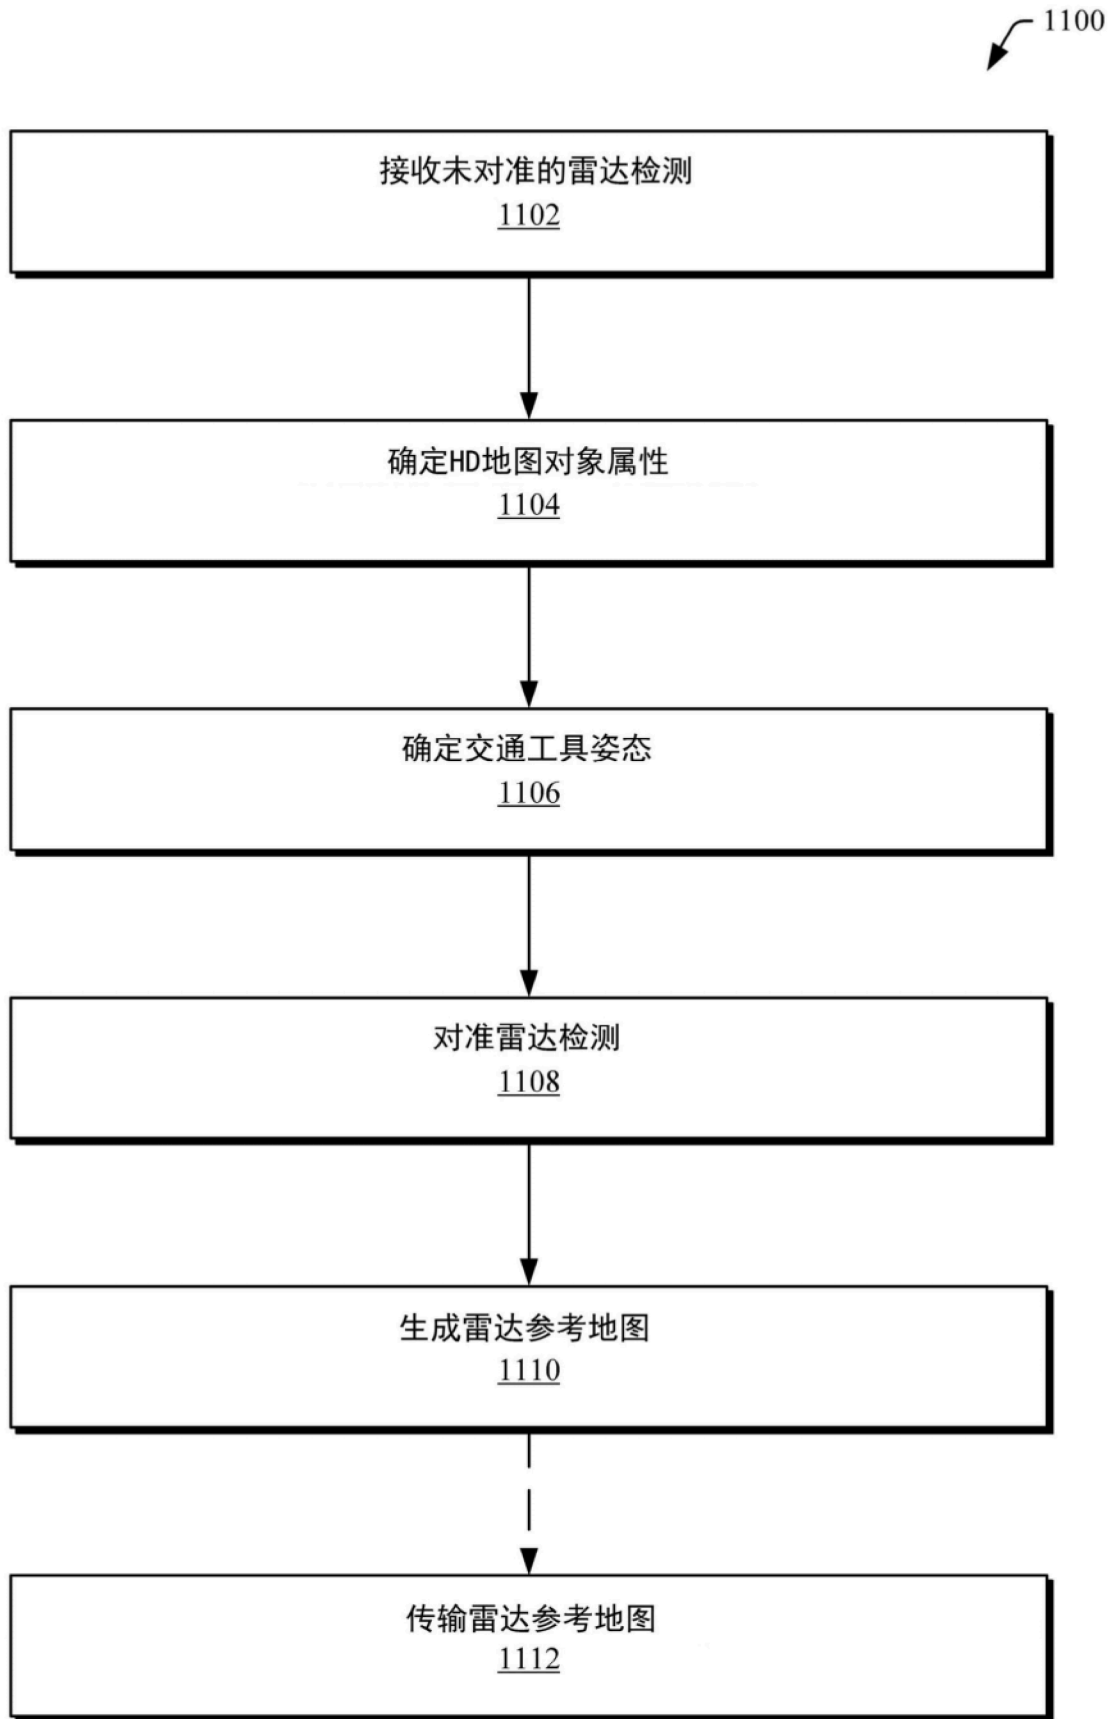 1100
接收未对准的雷达检测
1102
确定HD地图对象属性
1104
确定交通工具姿态
1106
对准雷达检测
1108
生成雷达参考地图
1110
传输雷达参考地图
1112